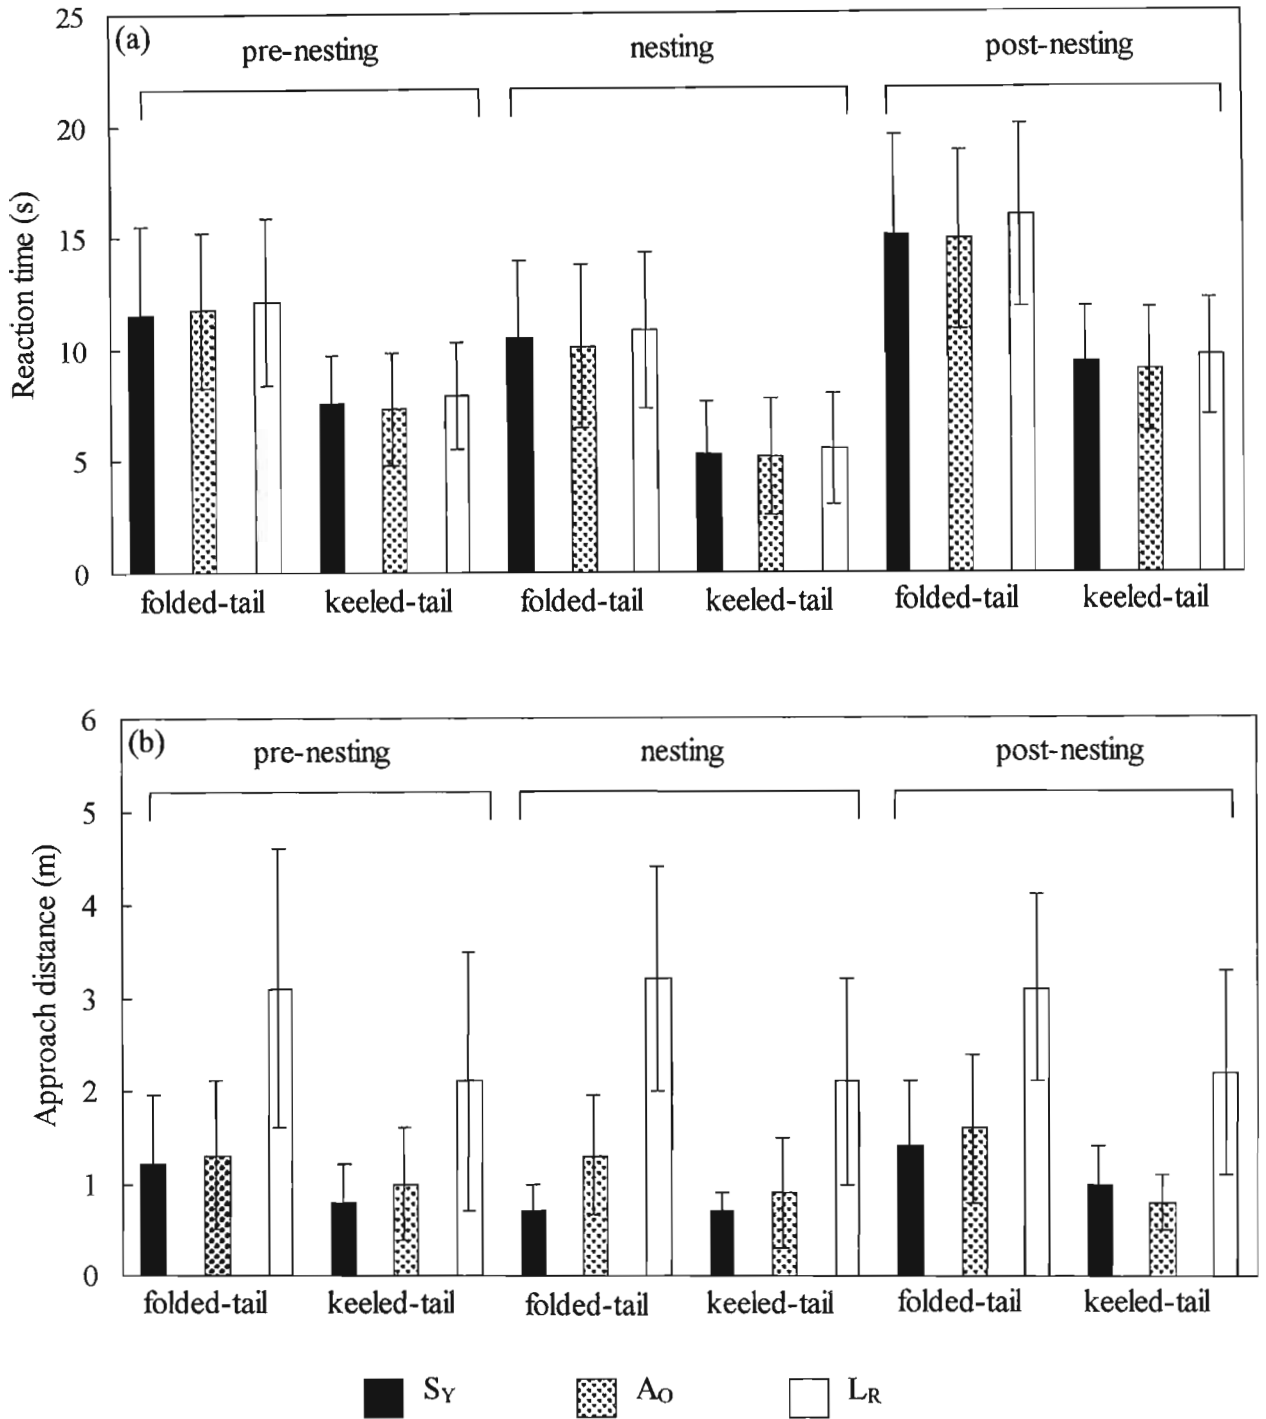 (a)
pre-nesting nesting post-nesting
25
20
15
10
5
0
Reaction time (s)
folded-tail keeled-tail folded-tail keeled-tail folded-tail keeled-tail
(b)
pre-nesting nesting post-nesting
6
5
4
3
2
1
0
Approach distance (m)
folded-tail keeled-tail folded-tail keeled-tail folded-tail keeled-tail
SY AO LR